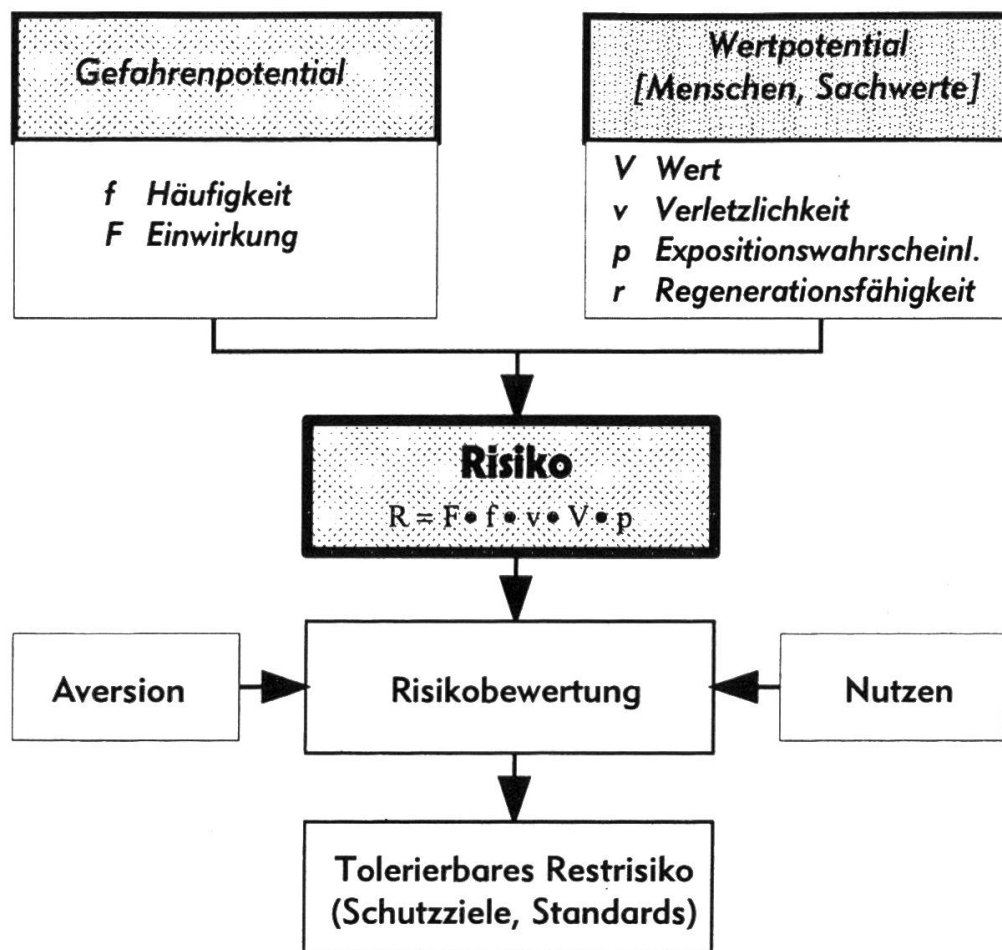 Gefahrenpotential
f Häufigkeit
F Einwirkung
Wertpotential
[Menschen, Sachwerte]
V Wert
v Verletzlichkeit
p Expositionswahrscheinl.
r Regenerationsfähigkeit
Risiko
R = F • f • v • V • p
Aversion
Risikobewertung
Nutzen
Tolerierbares Restrisiko
(Schutzziele, Standards)